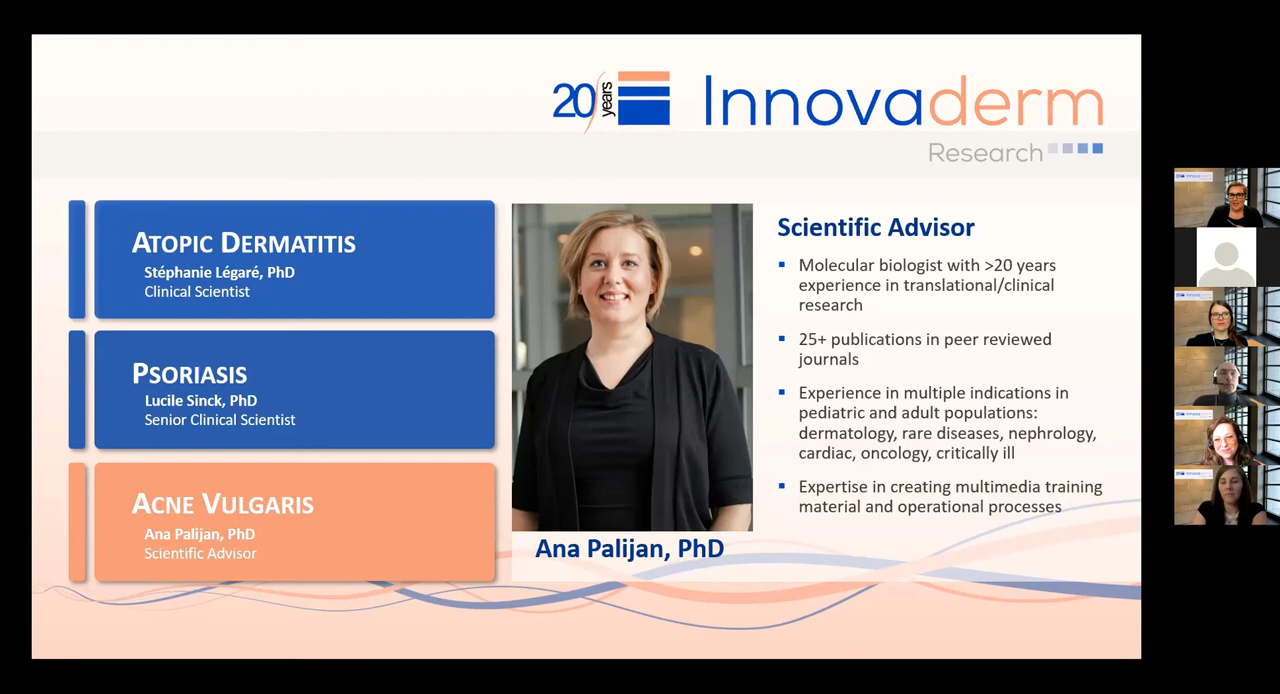 20 years
Innovaderm
Research
ATOPIC DERMATITIS
Stéphanie Légaré, PhD
Clinical Scientist
PSORIASIS
Lucile Sinck, PhD
Senior Clinical Scientist
ACNE VULGARIS
Ana Palijan, PhD
Scientific Advisor
Ana Palijan, PhD
Scientific Advisor
Molecular biologist with >20 years
experience in translational/clinical
research
25+ publications in peer reviewed
journals
Experience in multiple indications in
pediatric and adult populations:
dermatology, rare diseases, nephrology,
cardiac, oncology, critically ill
Expertise in creating multimedia training
material and operational processes